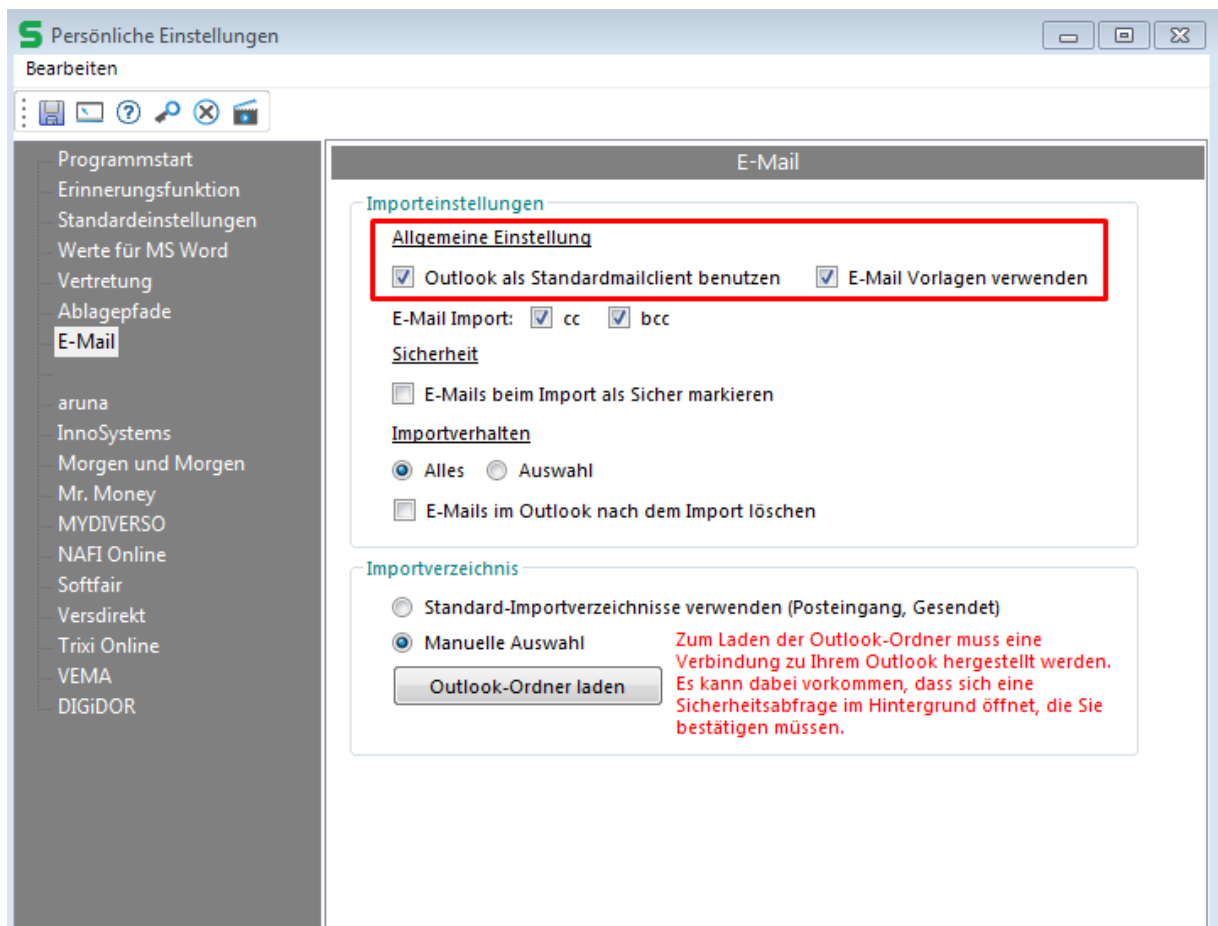 Persönliche Einstellungen
Bearbeiten
Programmstart
Erinnerungsfunktion
Standardeinstellungen
Werte für MS Word
Vertretung
Ablagepfade
E-Mail
aruna
InnoSystems
Morgen und Morgen
Mr. Money
MYDIVERSO
NAFI Online
Softfair
Versdirekt
Trixi Online
VEMA
DIGiDOR
E-Mail
Importeinstellungen
Allgemeine Einstellung
Outlook als Standardmailclient benutzen E-Mail Vorlagen verwenden
E-Mail Import: cc bcc
Sicherheit
E-Mails beim Import als Sicher markieren
Importverhalten
Alles Auswahl
E-Mails im Outlook nach dem Import löschen
Importverzeichnis
Standard-Importverzeichnisse verwenden (Posteingang, Gesendet)
Manuelle Auswahl
Outlook-Ordner laden
Zum Laden der Outlook-Ordner muss eine
Verbindung zu Ihrem Outlook hergestellt werden.
Es kann dabei vorkommen, dass sich eine
Sicherheitsabfrage im Hintergrund öffnet, die Sie
bestätigen müssen.